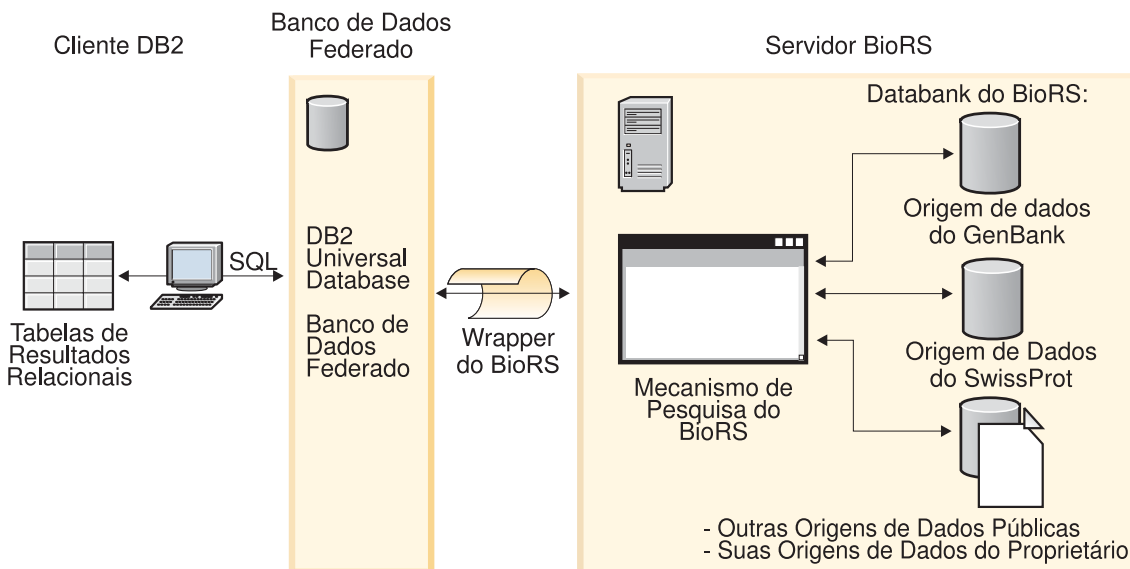 Cliente DB2
Banco de Dados
Federado
Servidor BioRS
Tabelas de
Resultados
Relacionais
SQL
DB2
Universal
Database
Banco de
Dados
Federado
Wrapper
do BioRS
Mecanismo de
Pesquisa do
BioRS
Databank do BioRS:
Origem de dados
do GenBank
Origem de Dados
do SwissProt
- Outras Origens de Dados Públicas
- Suas Origens de Dados do Proprietário